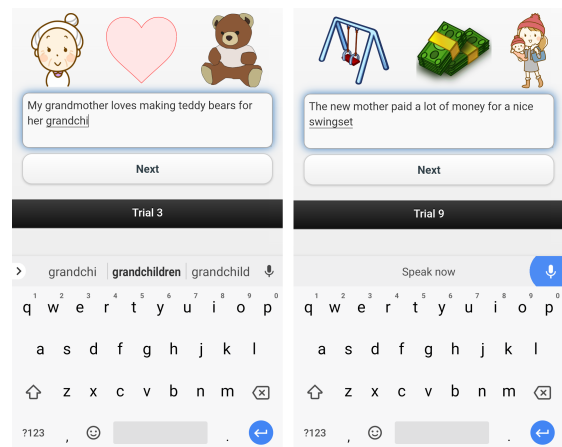 My grandmother loves making teddy bears for
her grandchi
Next
Trial 3
grandchi grandchildren grandchild
1 2 3 4 5 6 7 8 9 0
q w e r t y u i o p
a s d f g h j k l
z x c v b n m
?123 , .
The new mother paid a lot of money for a nice
swingset
Next
Trial 9
Speak now
1 2 3 4 5 6 7 8 9 0
q w e r t y u i o p
a s d f g h j k l
z x c v b n m
?123 , .